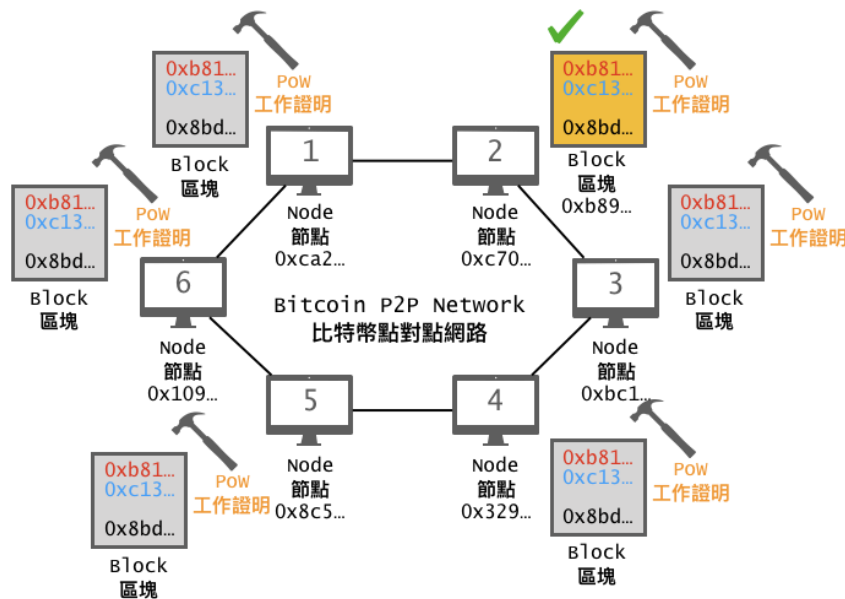 0xb81...
0xc13...
0x8bd...
Block
區塊
PoW
工作證明
0xb81...
0xc13...
0x8bd...
Block
區塊
0xb89...
PoW
工作證明
1
Node
節點
0xca2...
2
Node
節點
0xc70...
0xb81...
0xc13...
0x8bd...
Block
區塊
PoW
工作證明
0xb81...
0xc13...
0x8bd...
Block
區塊
PoW
工作證明
6
Node
節點
0x109...
Bitcoin P2P Network
比特幣點對點網路
3
Node
節點
0xbc1...
5
Node
節點
0x8c5...
4
Node
節點
0x329...
0xb81...
0xc13...
0x8bd...
Block
區塊
PoW
工作證明
0xb81...
0xc13...
0x8bd...
Block
區塊
PoW
工作證明